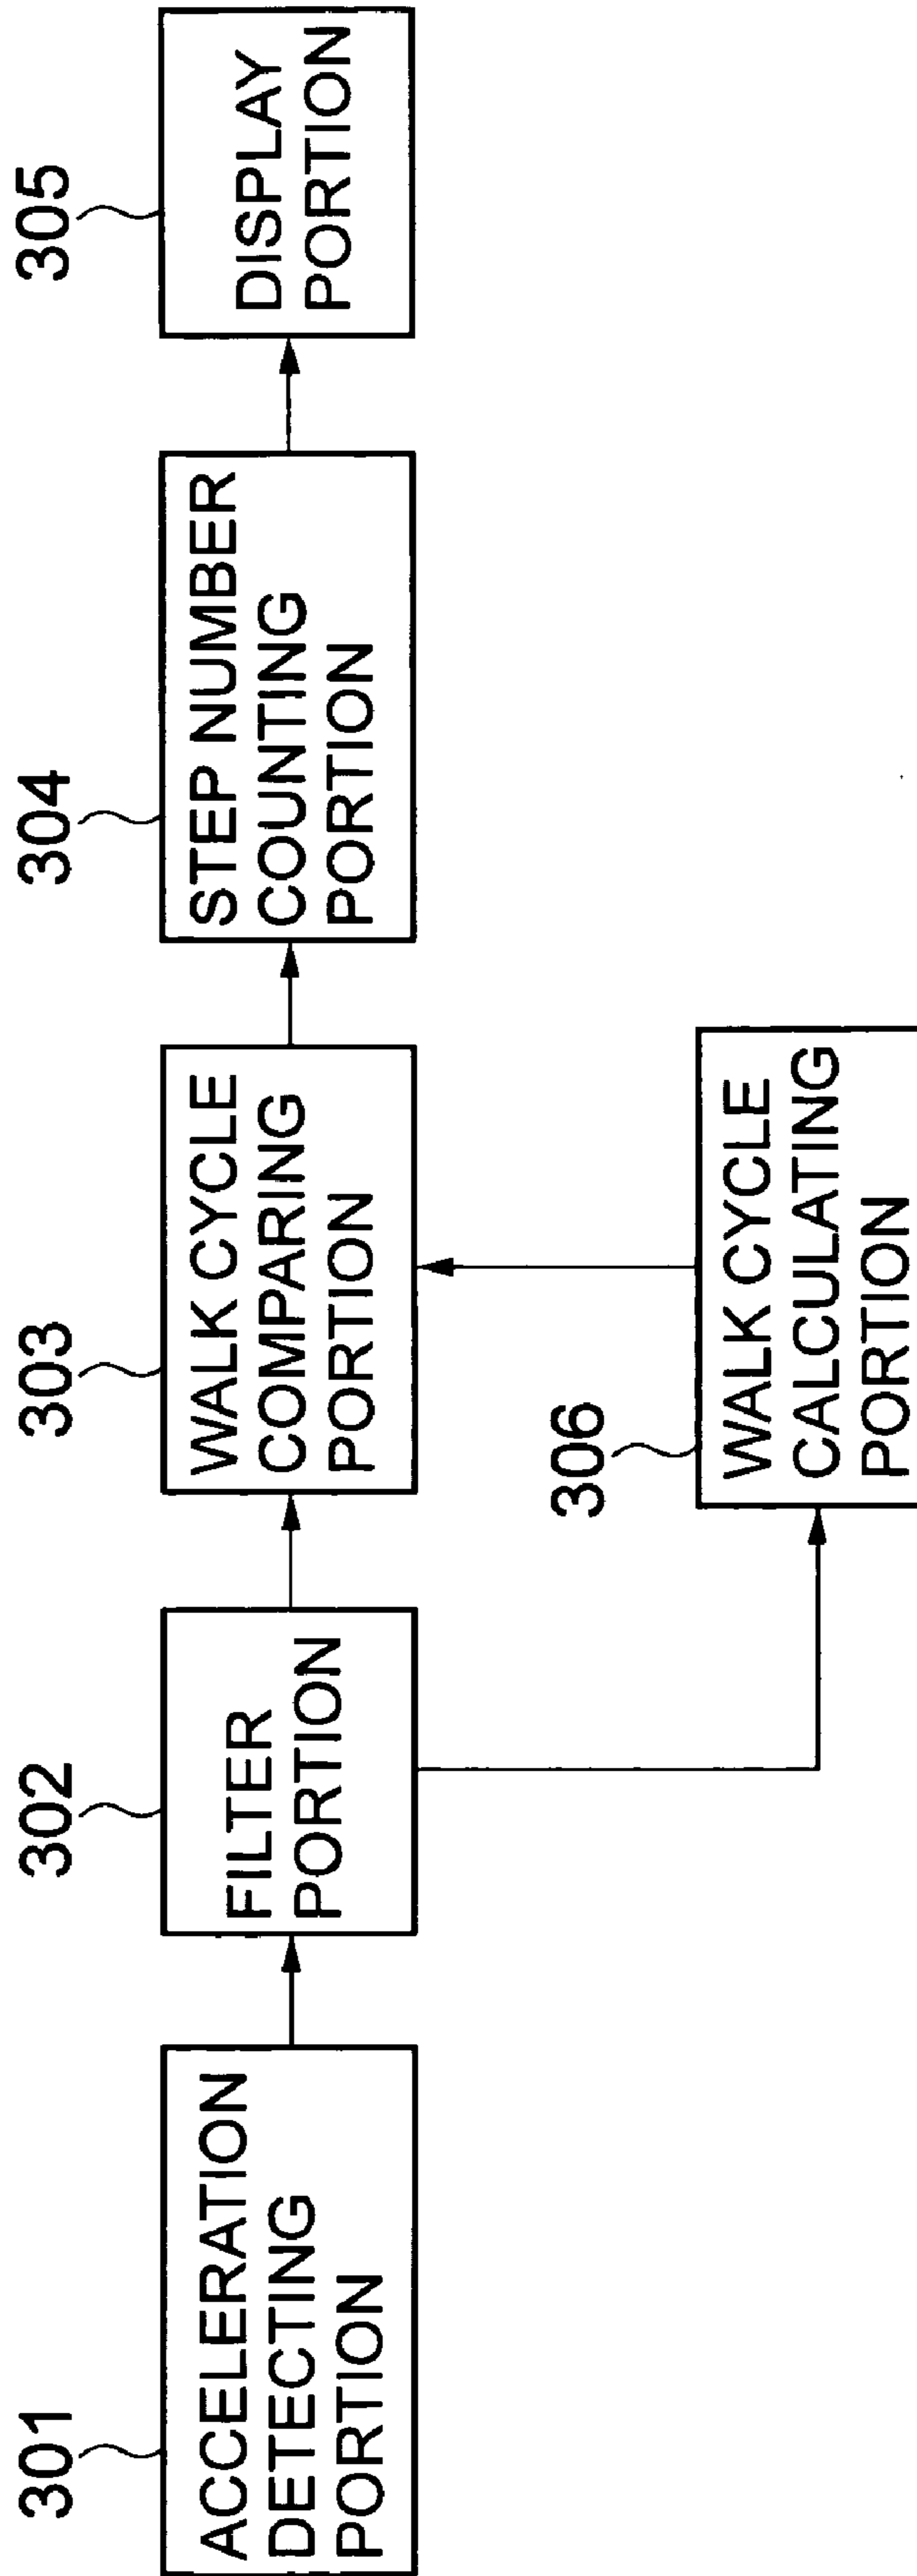 301
ACCELERATION
DETECTING
PORTION
302
FILTER
PORTION
303
WALK CYCLE
COMPARING
PORTION
304
STEP NUMBER
COUNTING
PORTION
305
DISPLAY
PORTION
306
WALK CYCLE
CALCULATING
PORTION